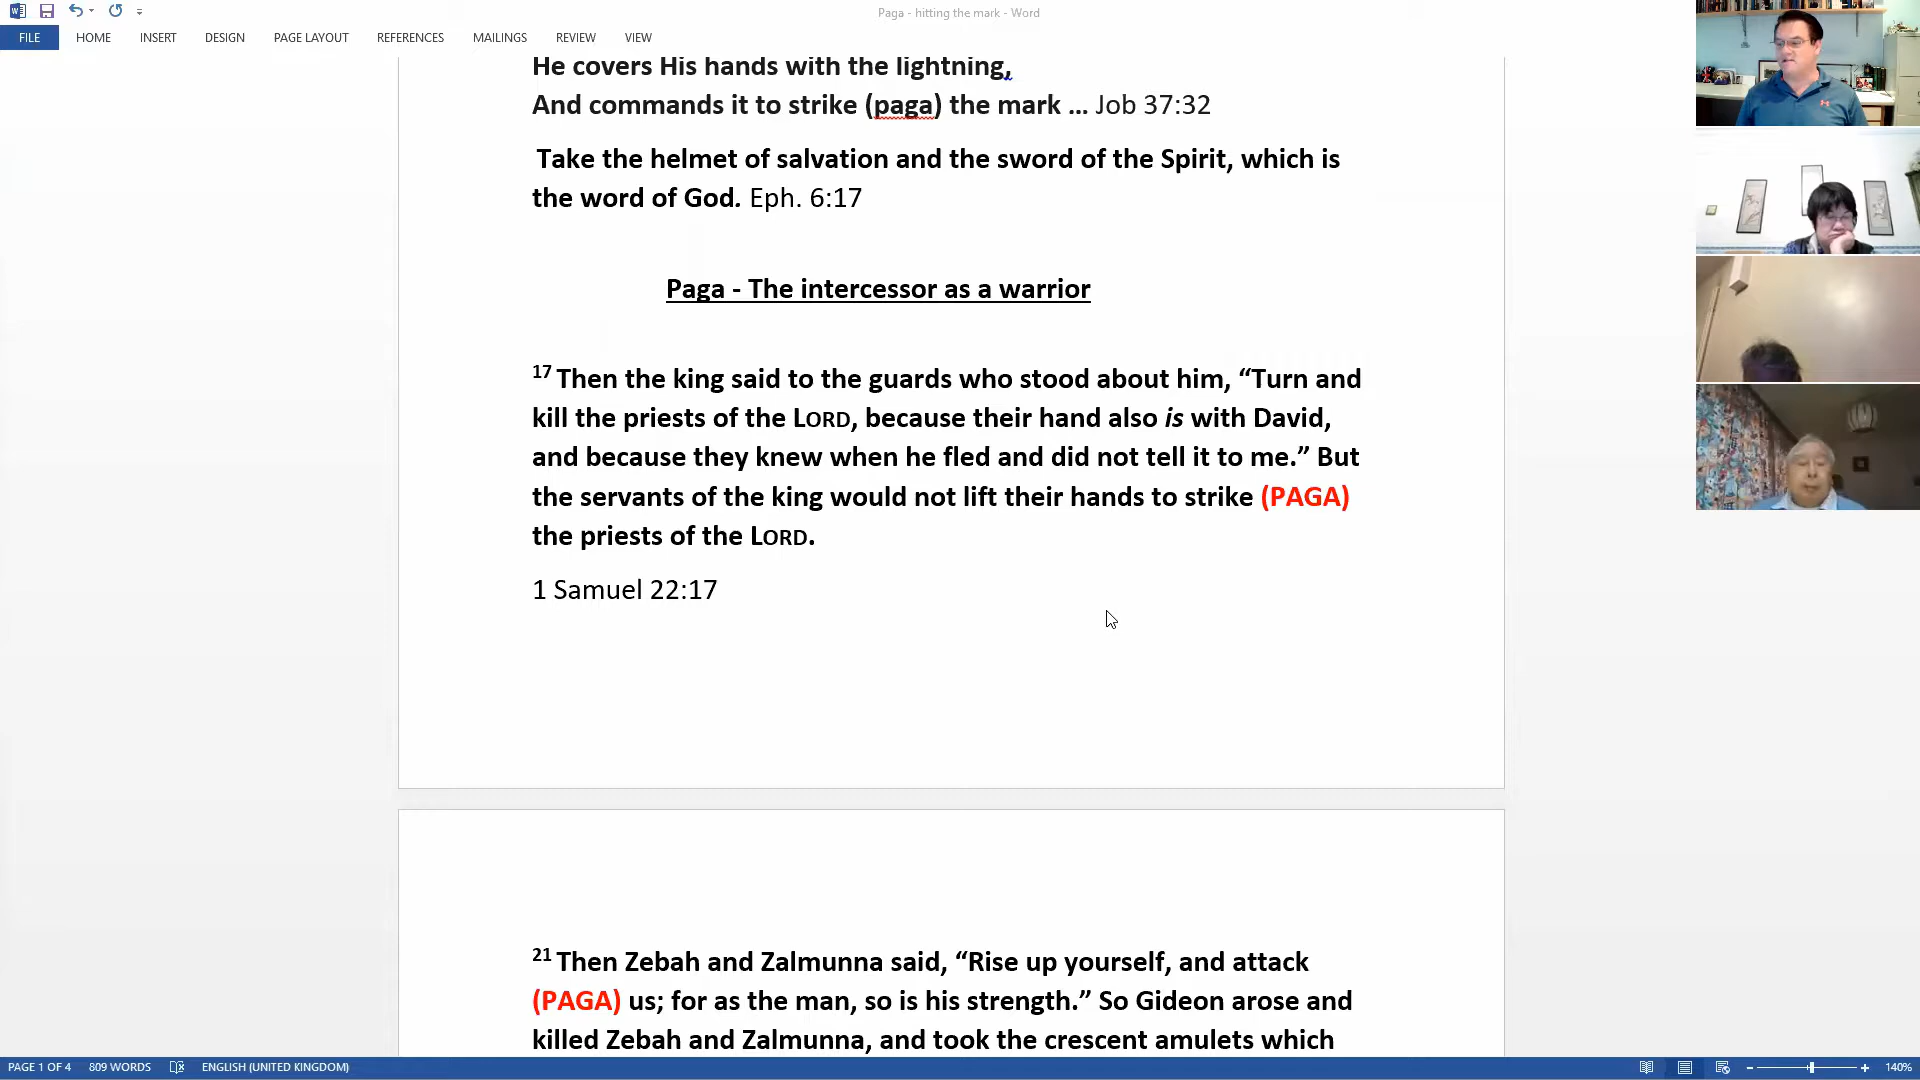 Paga - hitting the mark - Word
FILE HOME INSERT DESIGN PAGE LAYOUT REFERENCES MAILINGS REVIEW VIEW
He covers His hands with the lightning,
And commands it to strike (paga) the mark ... Job 37:32
Take the helmet of salvation and the sword of the Spirit, which is
the word of God. Eph. 6:17
Paga - The intercessor as a warrior
17 Then the king said to the guards who stood about him, “Turn and
kill the priests of the LORD, because their hand also is with David,
and because they knew when he fled and did not tell it to me.” But
the servants of the king would not lift their hands to strike (PAGA)
the priests of the LORD.
1 Samuel 22:17
21 Then Zebah and Zalmunna said, “Rise up yourself, and attack
(PAGA) us; for as the man, so is his strength.” So Gideon arose and
killed Zebah and Zalmunna, and took the crescent amulets which
PAGE 1 OF 4 809 WORDS ENGLISH (UNITED KINGDOM) 140%